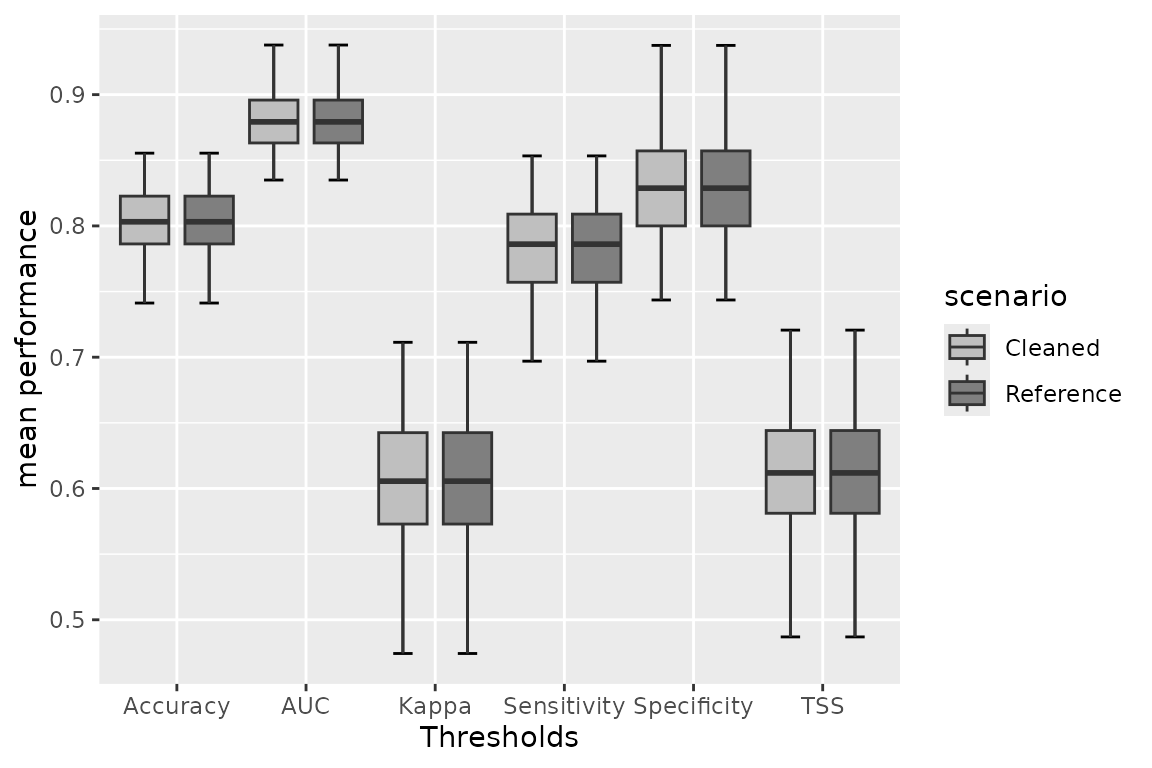 mean performance
0.9
0.8
0.7
0.6
0.5
Accuracy AUC Kappa Sensitivity Specificity TSS
Thresholds
scenario
Cleaned
Reference